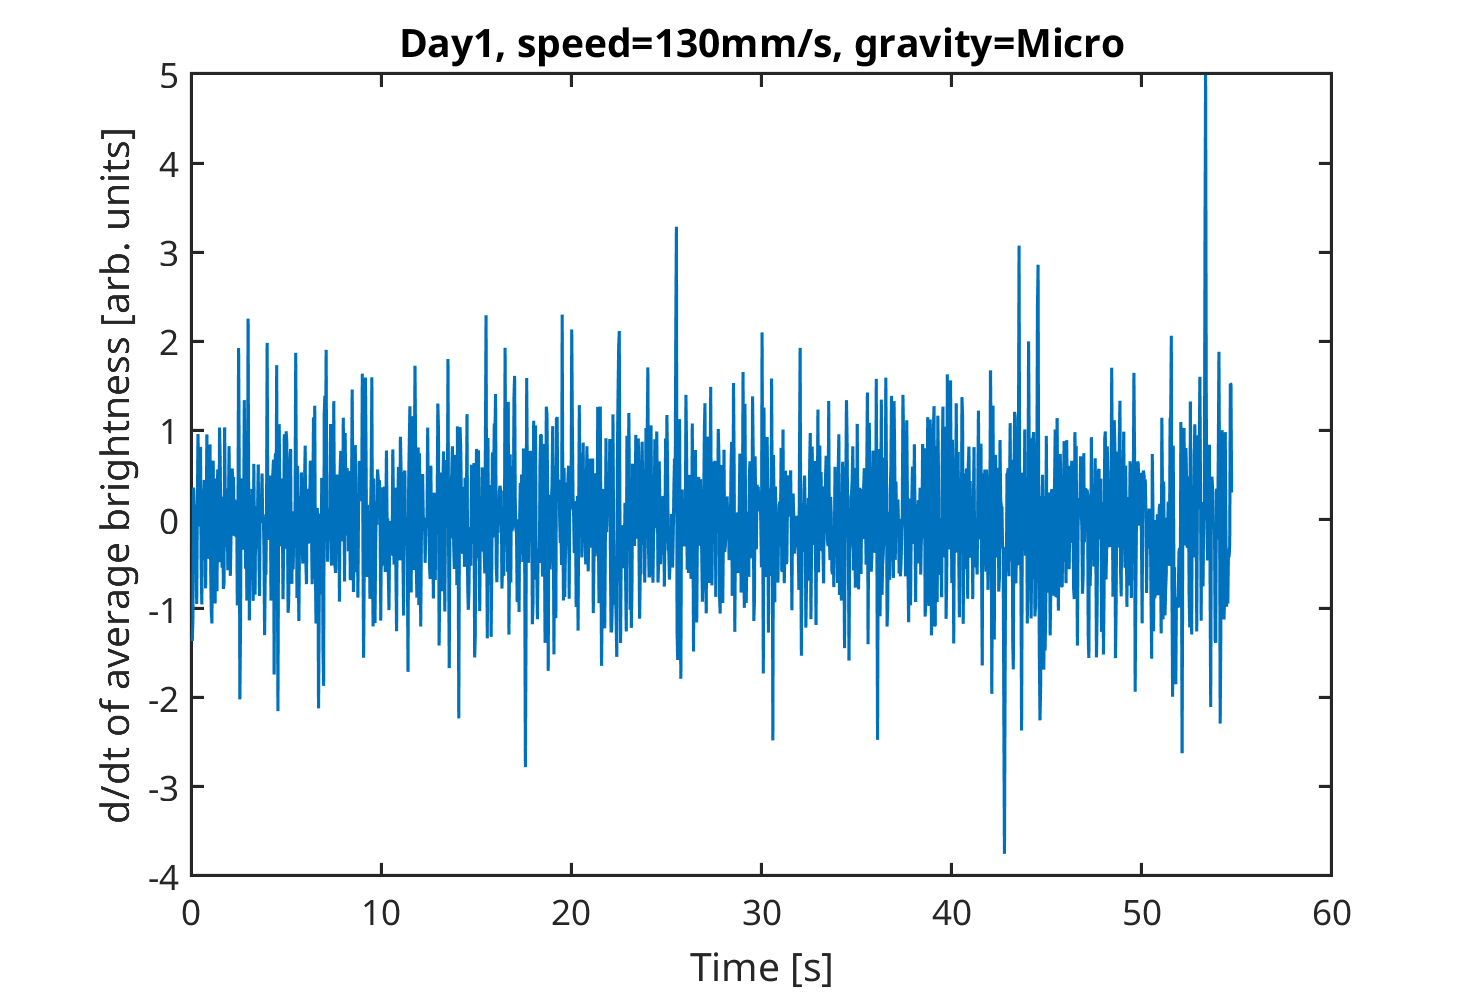 Day1, speed=130mm/s, gravity=Micro
d/dt of average brightness [arb. units]
5
4
3
2
1
0
-1
-2
-3
-4
0 10 20 30 40 50 60
Time [s]